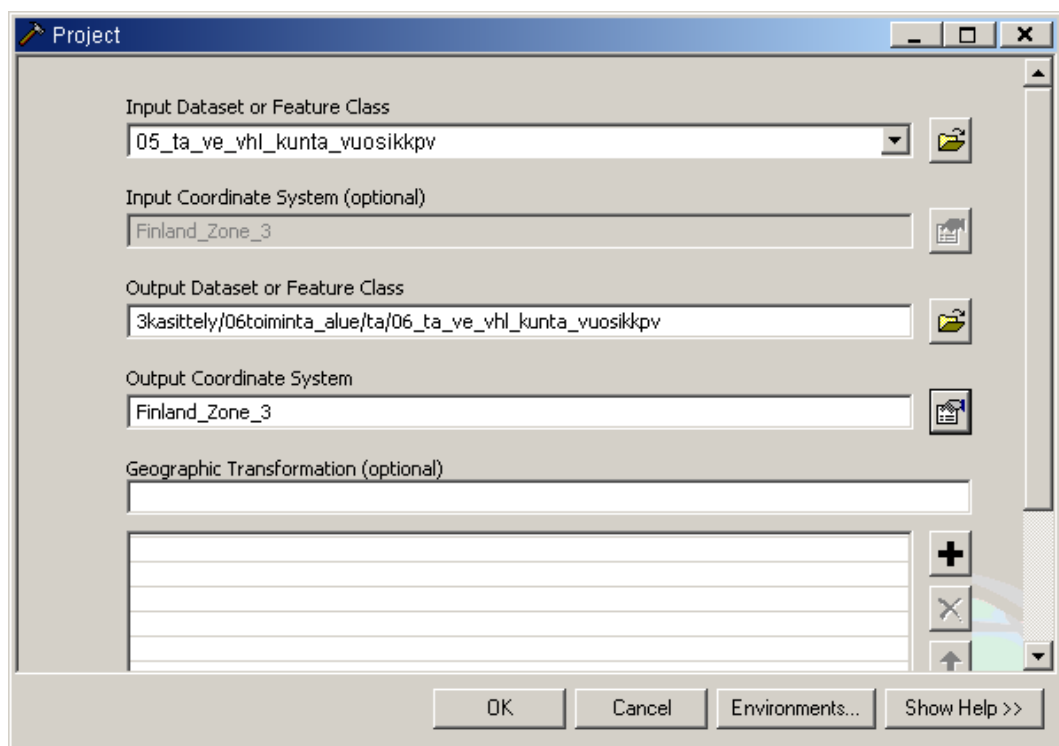 Project
Input Dataset or Feature Class
05_ta_ve_vhl_kunta_vuosikkpv
Input Coordinate System (optional)
Finland_Zone_3
Output Dataset or Feature Class
3kasittely/06toiminta_alue/ta/06_ta_ve_vhl_kunta_vuosikkpv
Output Coordinate System
Finland_Zone_3
Geographic Transformation (optional)
OK Cancel Environments... Show Help >>